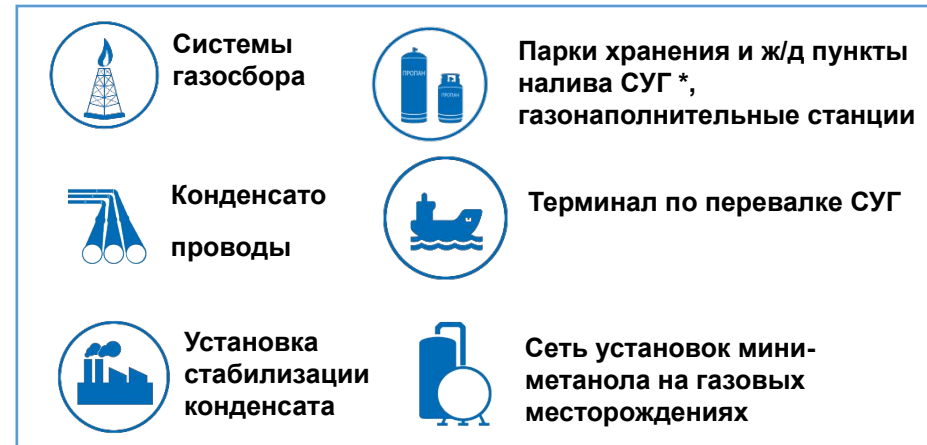 Системы
газосбора
ПРОПАН
ПРОПАН
Парки хранения и ж/д пункты
налива СУГ *,
газонаполнительные станции
Конденсато
проводы
Терминал по перевалке СУГ
Установка
стабилизации
конденсата
Сеть установок мини-
метанола на газовых
месторождениях